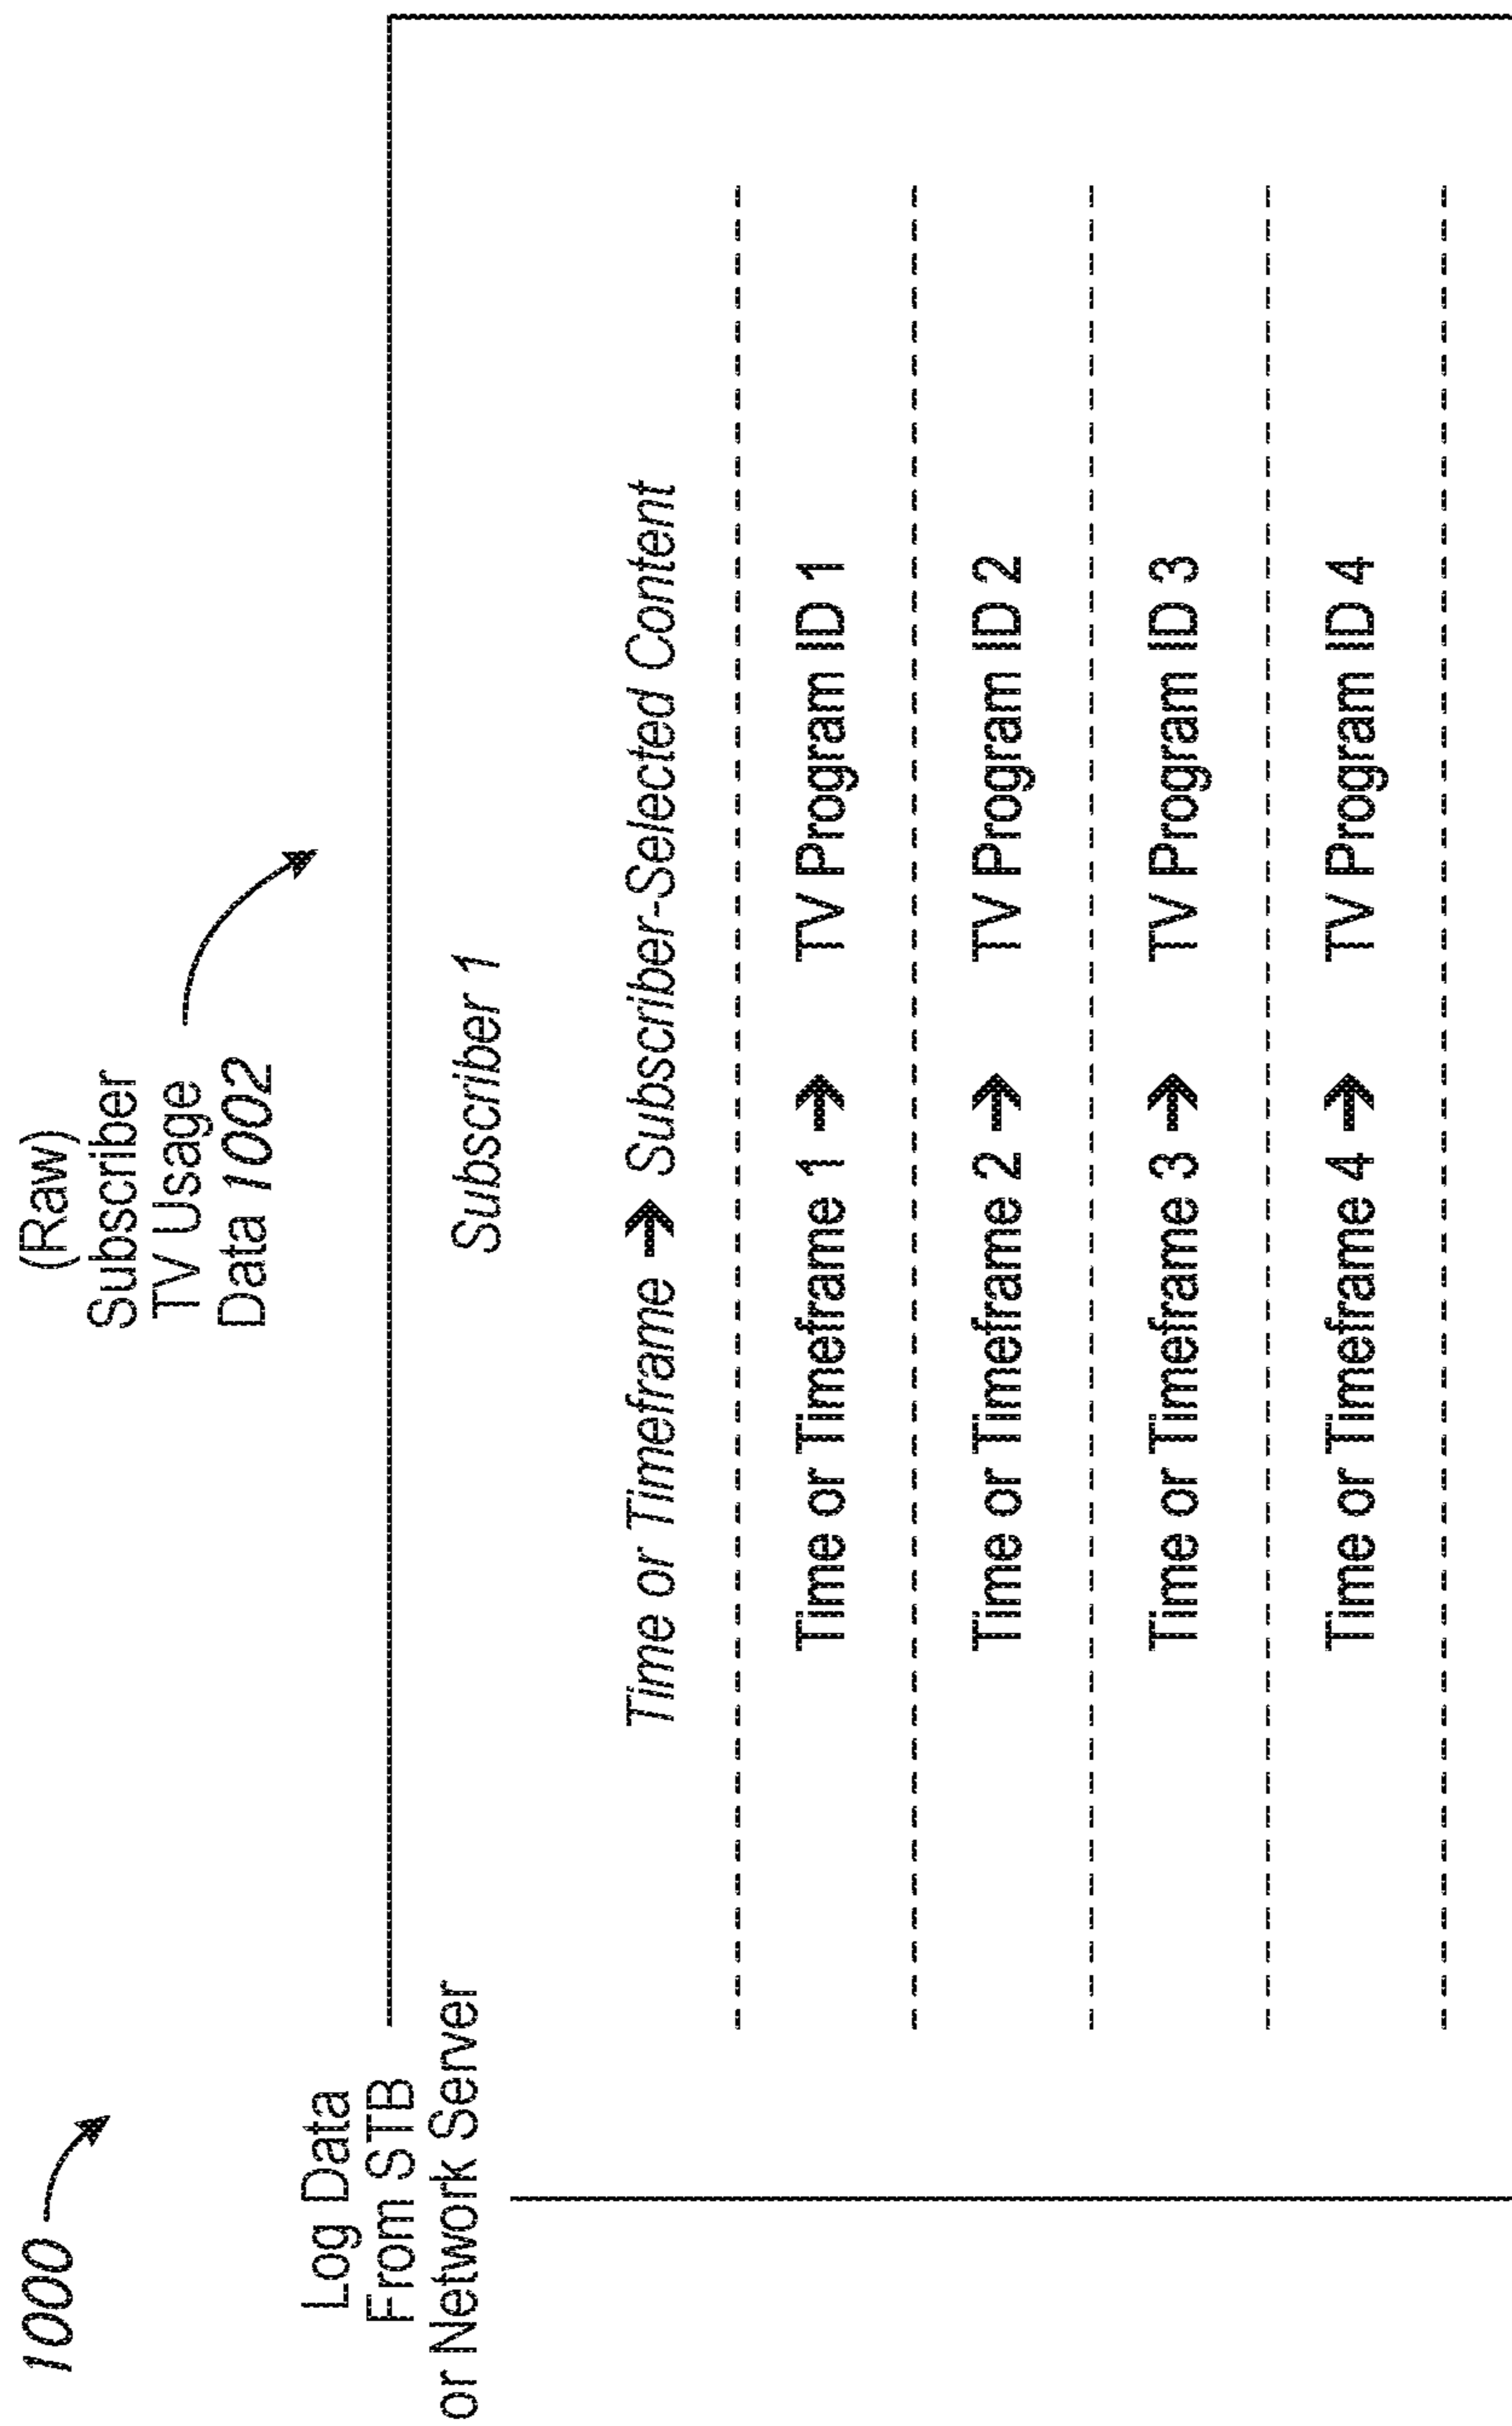 1000
(Raw)
Subscriber
TV Usage
Data 1002
Log Data
From STB
or Network Server
Subscriber 1
Time or Timeframe → Subscriber-Selected Content
Time or Timeframe 1 → TV Program ID 1
Time or Timeframe 2 → TV Program ID 2
Time or Timeframe 3 → TV Program ID 3
Time or Timeframe 4 → TV Program ID 4